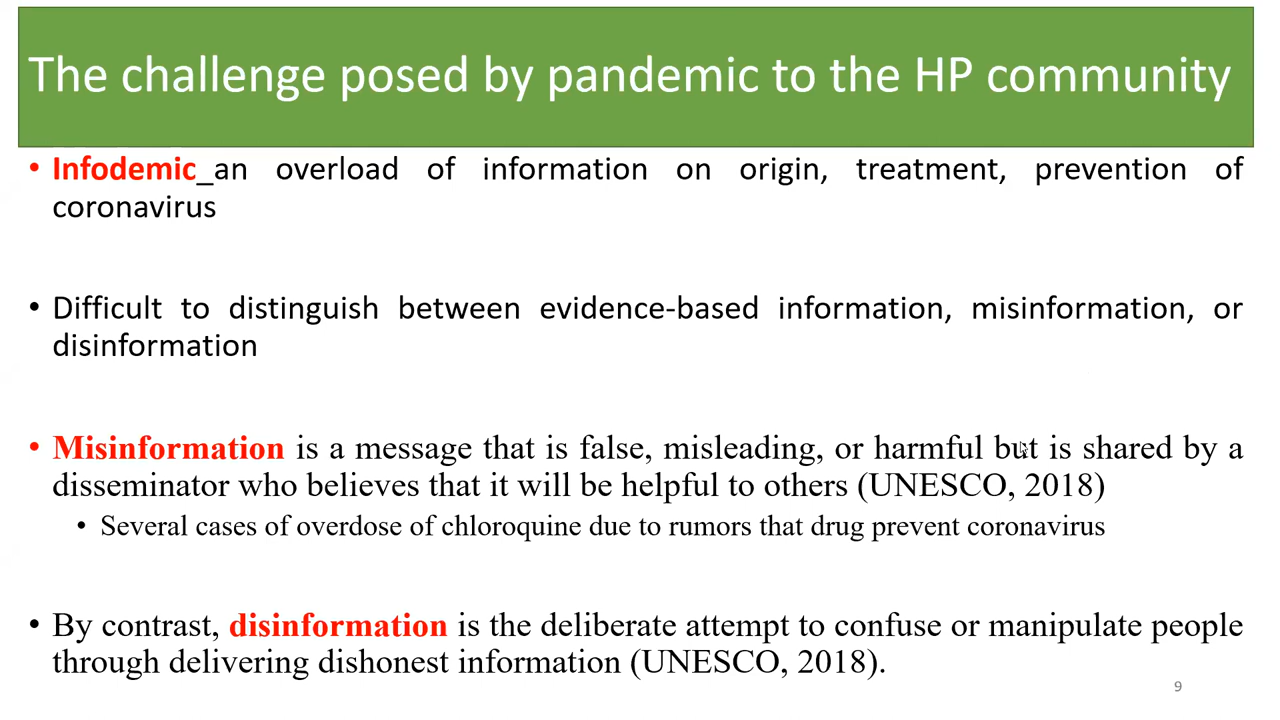 The challenge posed by pandemic to the HP community
• Infodemic_an overload of information on origin, treatment, prevention of
coronavirus
• Difficult to distinguish between evidence-based information, misinformation, or
disinformation
• Misinformation is a message that is false, misleading, or harmful but is shared by a
disseminator who believes that it will be helpful to others (UNESCO, 2018)
• Several cases of overdose of chloroquine due to rumors that drug prevent coronavirus
• By contrast, disinformation is the deliberate attempt to confuse or manipulate people
through delivering dishonest information (UNESCO, 2018).
9